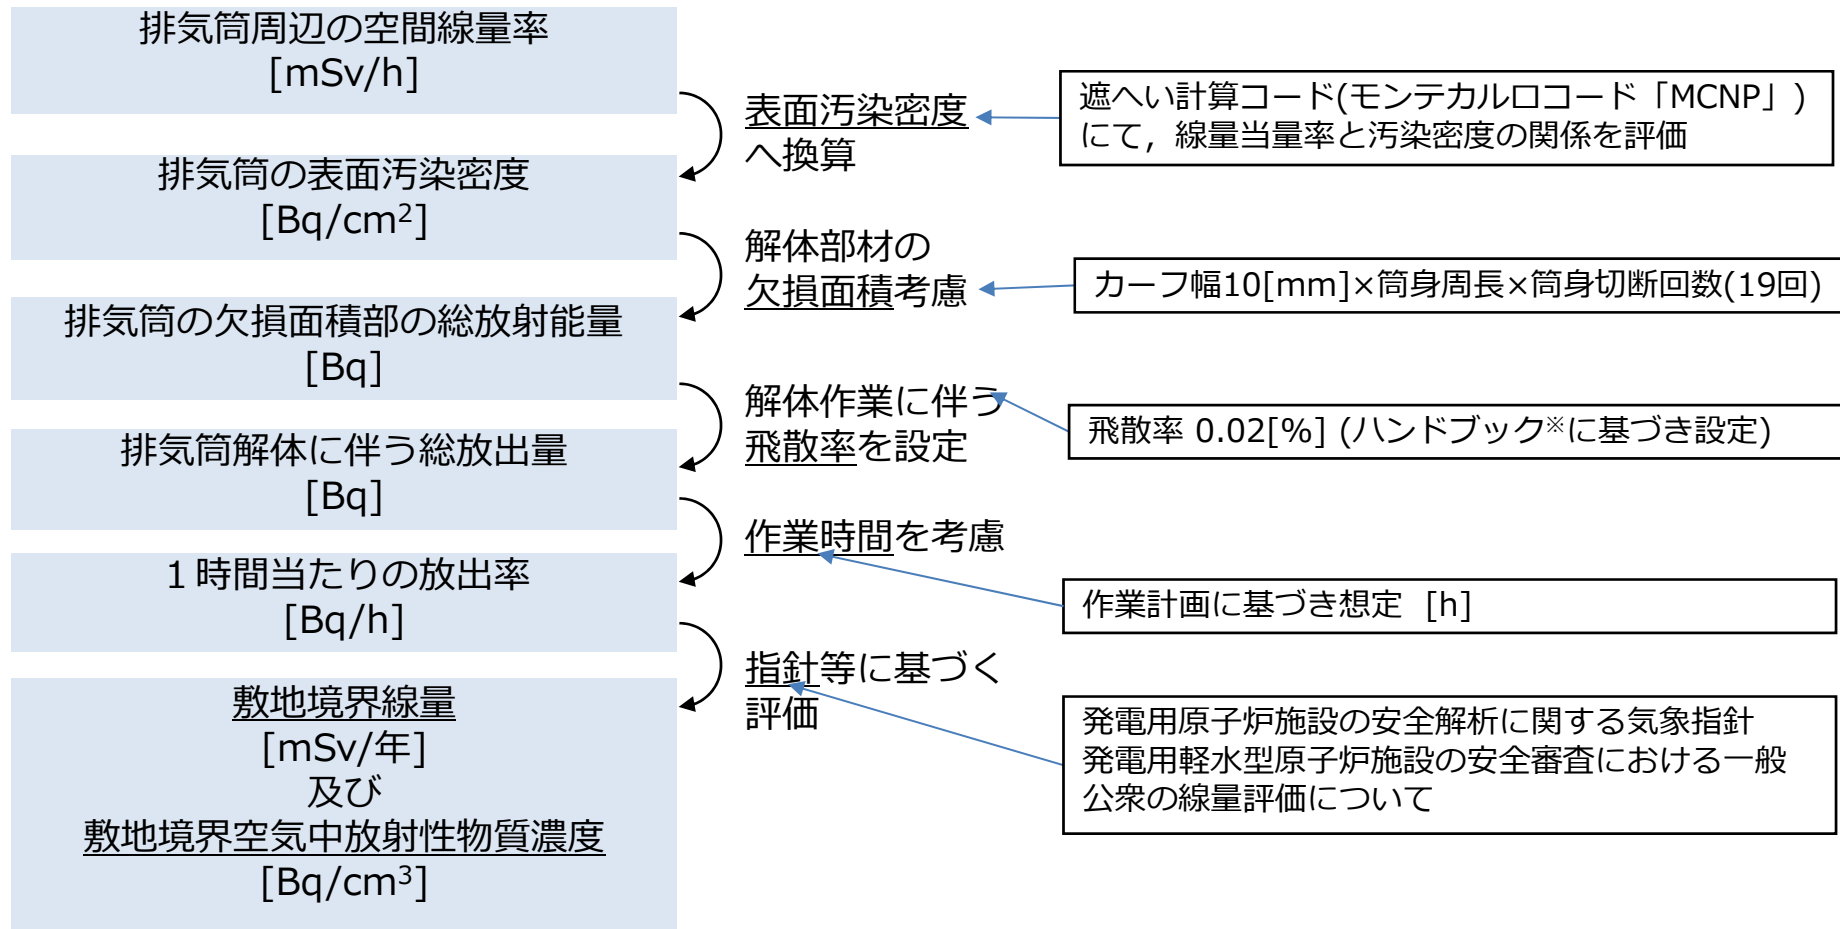 排気筒周辺の空間線量率
[mSv/h]
表面汚染密度
へ換算
遮へい計算コード(モンテカルロコード「MCNP」)
にて，線量当量率と汚染密度の関係を評価
排気筒の表面汚染密度
[Bq/cm²]
解体部材の
欠損面積考慮
カーフ幅10[mm]×筒身周長×筒身切断回数(19回)
排気筒の欠損面積部の総放射能量
[Bq]
解体作業に伴う
飛散率を設定
飛散率 0.02[%] (ハンドブック※に基づき設定)
排気筒解体に伴う総放出量
[Bq]
作業時間を考慮
作業計画に基づき想定 [h]
１時間当たりの放出率
[Bq/h]
指針等に基づく
評価
発電用原子炉施設の安全解析に関する気象指針
発電用軽水型原子炉施設の安全審査における一般
公衆の線量評価について
敷地境界線量
[mSv/年]
及び
敷地境界空気中放射性物質濃度
[Bq/cm³]